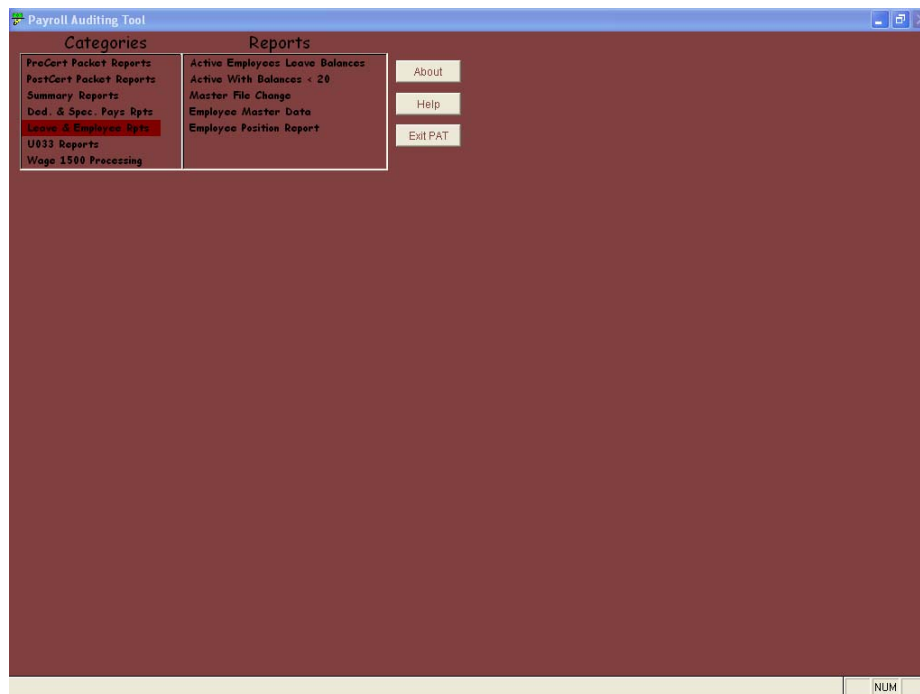 Payroll Auditing Tool
Categories
Reports
PreCert Packet Reports
PostCert Packet Reports
Summary Reports
Ded. & Spec. Pays Rpts
Leave & Employee Rpts
U033 Reports
Wage 1500 Processing
Active Employees Leave Balances
Active With Balances < 20
Master File Change
Employee Master Data
Employee Position Report
About
Help
Exit PAT
NUM